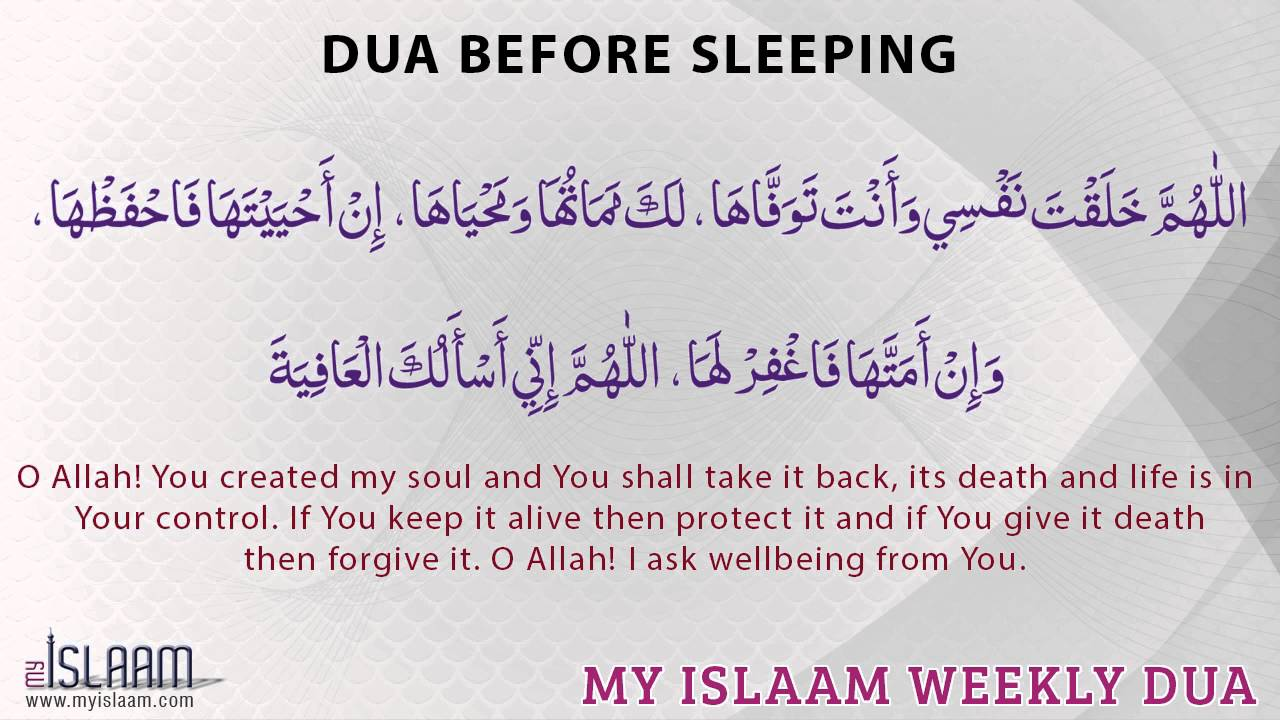 DUA BEFORE SLEEPING
اللّٰهُمَّ خَلَقْتَ نَفْسِي وَأَنْتَ تَوَفَّاهَا ، لَكَ مَمَاتُهَا وَمَحْيَاهَا ، إِنْ أَحْيَيْتَهَا فَاحْفَظْهَا ،
وَإِنْ أَمَتَّهَا فَاغْفِرْ لَهَا ، اللّٰهُمَّ إِنِّي أَسْأَلُكَ الْعَافِيَةَ
O Allah! You created my soul and You shall take it back, its death and life is in
Your control. If You keep it alive then protect it and if You give it death
then forgive it. O Allah! I ask wellbeing from You.
my ISLAAM
www.myislaam.com
MY ISLAAM WEEKLY DUA